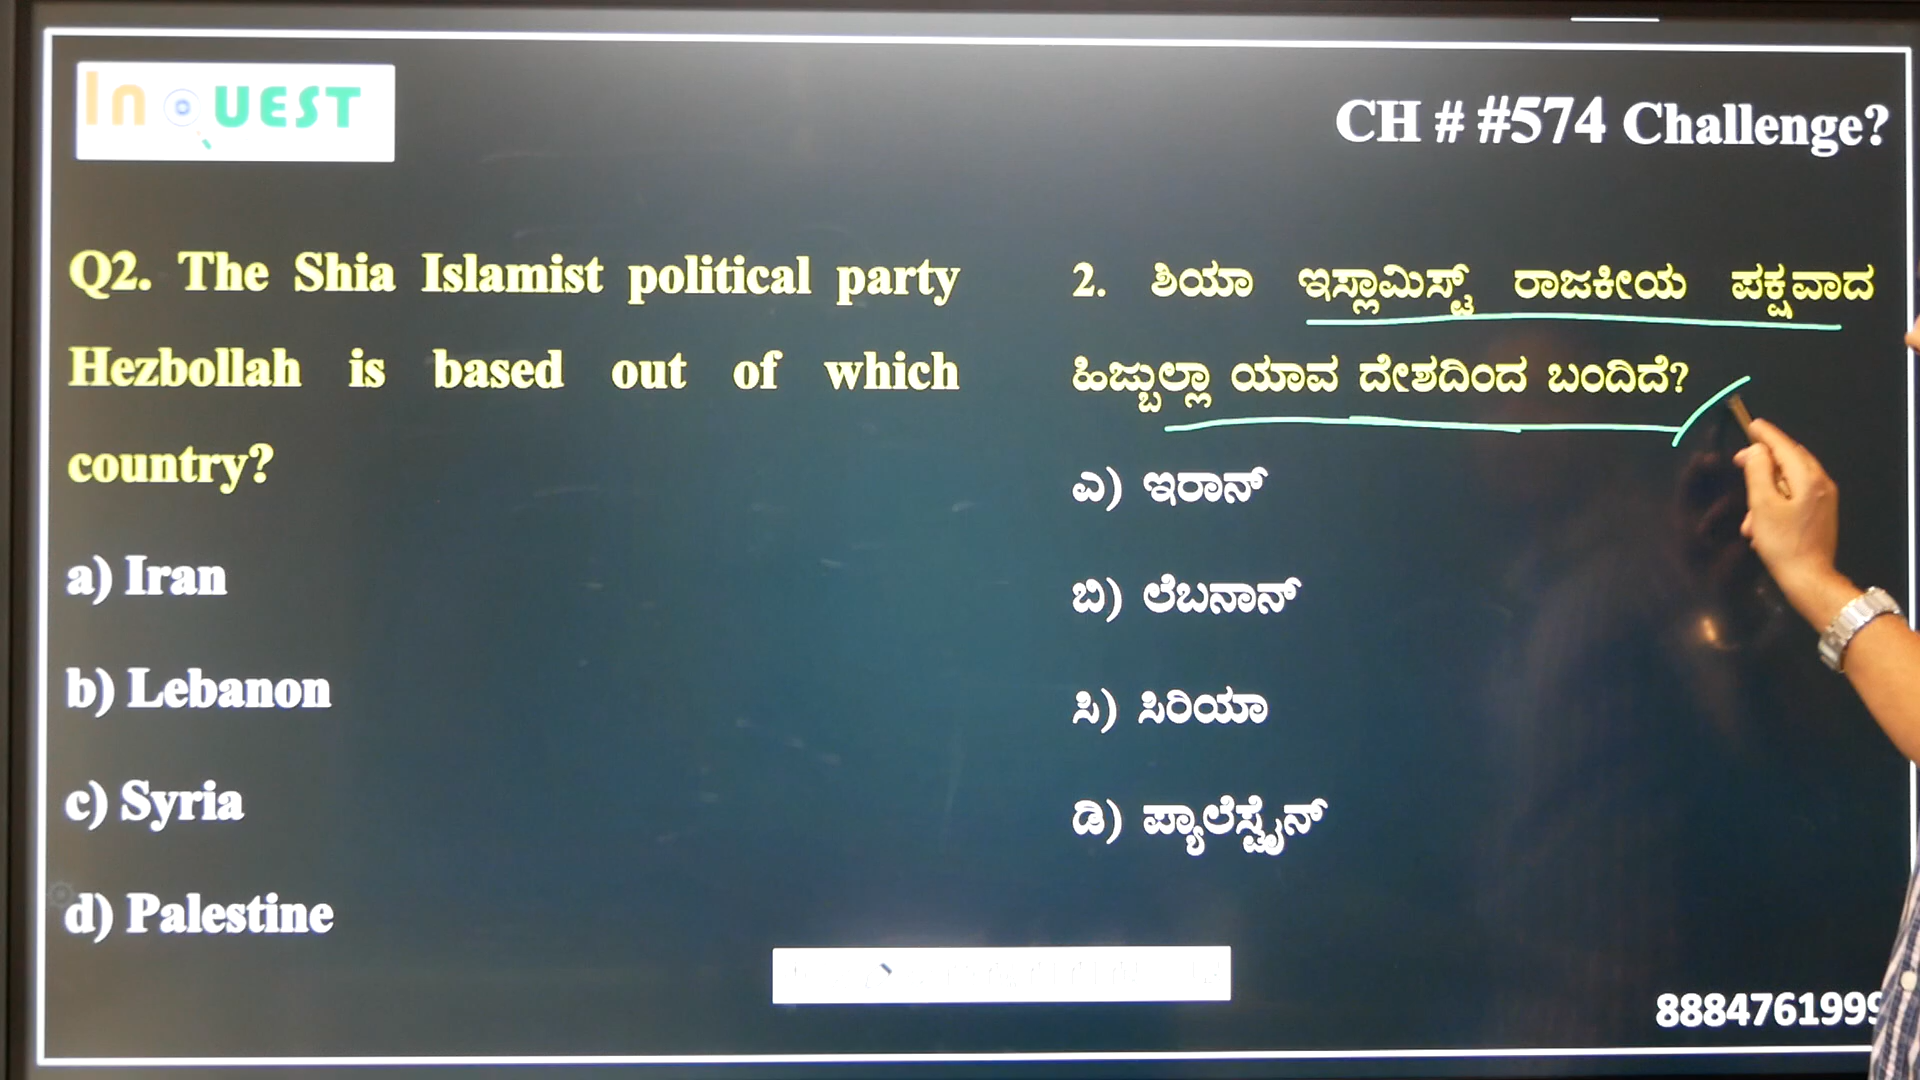 InQUEST
CH # #574 Challenge?
Q2. The Shia Islamist political party
Hezbollah is based out of which
country?
a) Iran
b) Lebanon
c) Syria
d) Palestine
2. ಶಿಯಾ ಇಸ್ಲಾಮಿಸ್ಟ್ ರಾಜಕೀಯ ಪಕ್ಷವಾದ
ಹಿಜ್ಬುಲ್ಲಾ ಯಾವ ದೇಶದಿಂದ ಬಂದಿದೆ?
ಎ) ಇರಾನ್
ಬಿ) ಲೆಬನಾನ್
ಸಿ) ಸಿರಿಯಾ
ಡಿ) ಪ್ಯಾಲೆಸ್ಟೈನ್
8884761999